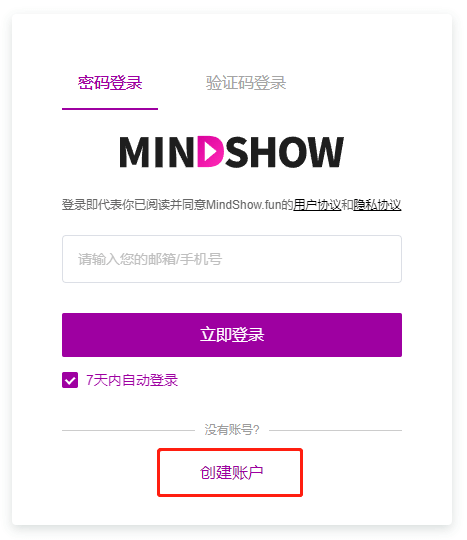 密码登录 验证码登录
MINDSHOW
登录即代表你已阅读并同意MindShow.fun的用户协议和隐私协议
请输入您的邮箱/手机号
立即登录
7天内自动登录
没有账号?
创建账户